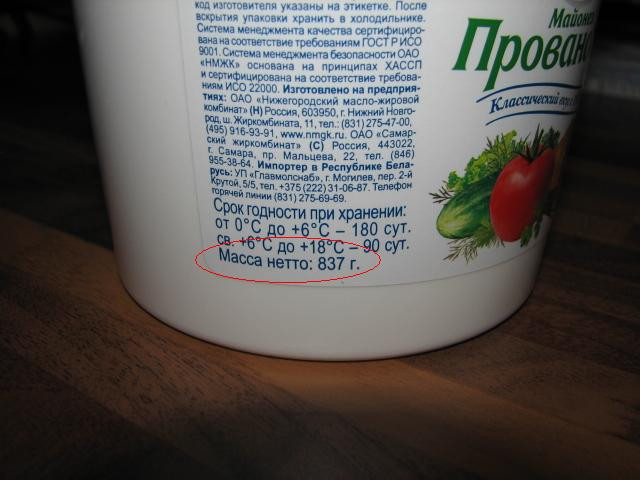 код изготовителя указаны на этикетке. После
вскрытия упаковки хранить в холодильнике.
Система менеджмента качества сертифициро-
вана на соответствие требованиям ГОСТ Р ИСО
9001. Система менеджмента безопасности ОАО
«НМЖК» основана на принципах ХАССП
и сертифицирована на соответствие требова-
ниям ИСО 22000. Изготовлено на предприя-
тиях: ОАО «Нижегородский масло-жировой
комбинат» (Н) Россия, 603950, г. Нижний Новго-
род, ш. Жиркомбината, 11, тел.: (831) 275-47-00,
(495) 916-93-91, www.nmgk.ru. ОАО «Самар-
ский жиркомбинат» (С) Россия, 443022,
г. Самара, пр. Мальцева, 22, тел. (846)
955-38-64. Импортер в Республике Бела-
русь: УП «Главмолснаб», г. Могилев, пер. 2-й
Крутой, 5/5, тел. +375 (222) 31-06-87. Телефон
горячей линии (831) 275-69-69.
Срок годности при хранении:
от 0°С до +6°С – 180 сут.
св. +6°С до +18°С – 90 сут.
Масса нетто: 837 г.
Майонез
Прован
Классический